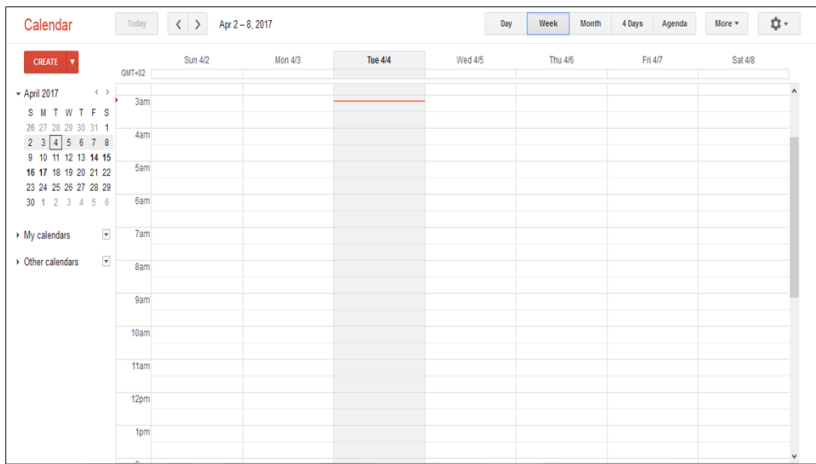 Calendar
Today
Apr 2 – 8, 2017
Day Week Month 4 Days Agenda More
CREATE
April 2017
S M T W T F S
26 27 28 29 30 31 1
2 3 4 5 6 7 8
9 10 11 12 13 14 15
16 17 18 19 20 21 22
23 24 25 26 27 28 29
30 1 2 3 4 5 6
My calendars
Other calendars
Sun 4/2 Mon 4/3 Tue 4/4 Wed 4/5 Thu 4/6 Fri 4/7 Sat 4/8
GMT+02
3am
4am
5am
6am
7am
8am
9am
10am
11am
12pm
1pm